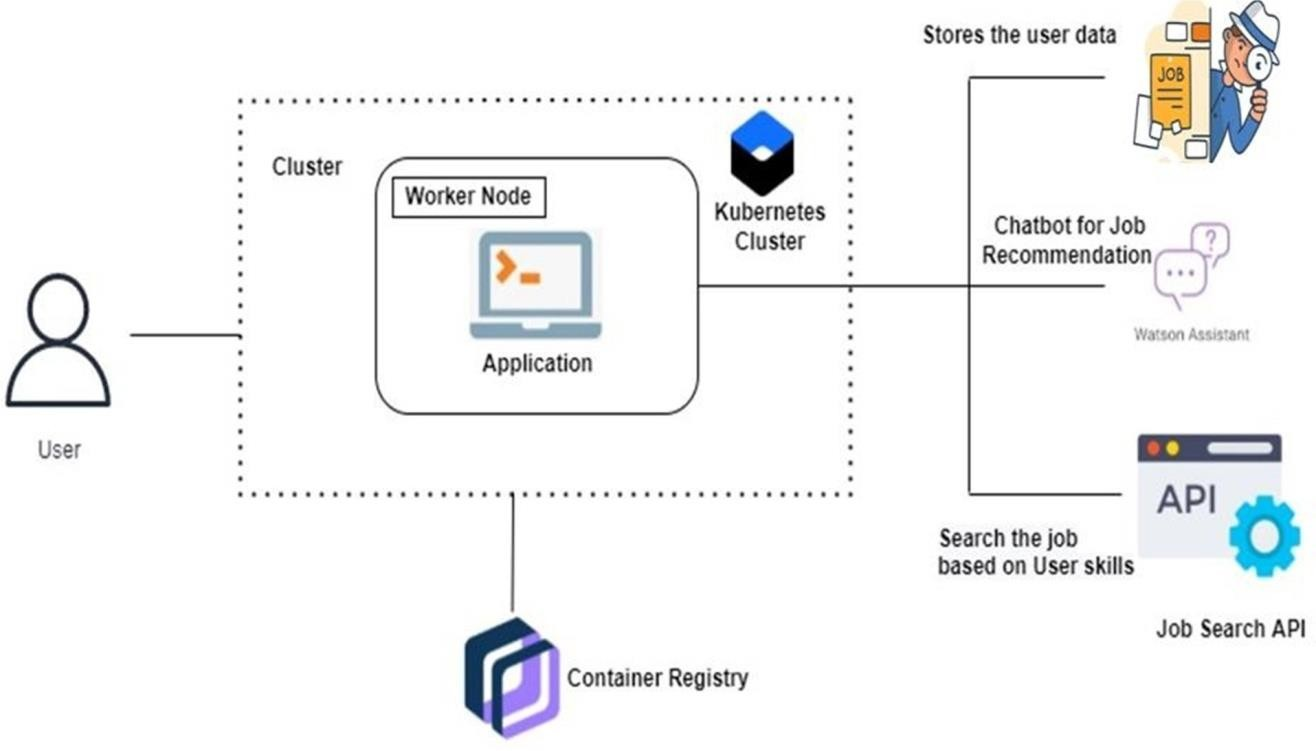 Stores the user data
JOB
Cluster
Worker Node
Kubernetes
Cluster
Application
Chatbot for Job
Recommendation
?
Watson Assistant
User
API
Search the job
based on User skills
Job Search API
Container Registry